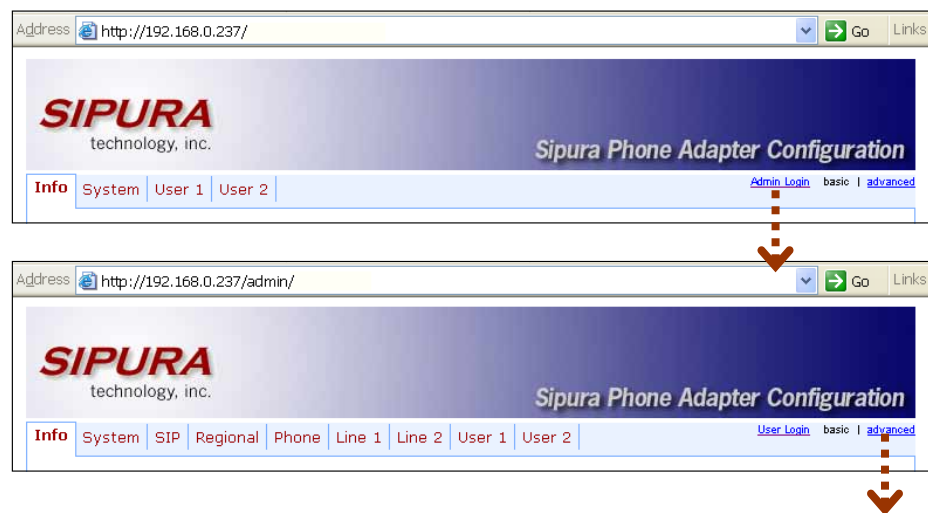 Address http://192.168.0.237/ Go Links
SIPURA
technology, inc.
Sipura Phone Adapter Configuration
Info System User 1 User 2 Admin Login basic | advanced
Address http://192.168.0.237/admin/ Go Links
SIPURA
technology, inc.
Sipura Phone Adapter Configuration
Info System SIP Regional Phone Line 1 Line 2 User 1 User 2 User Login basic | advanced